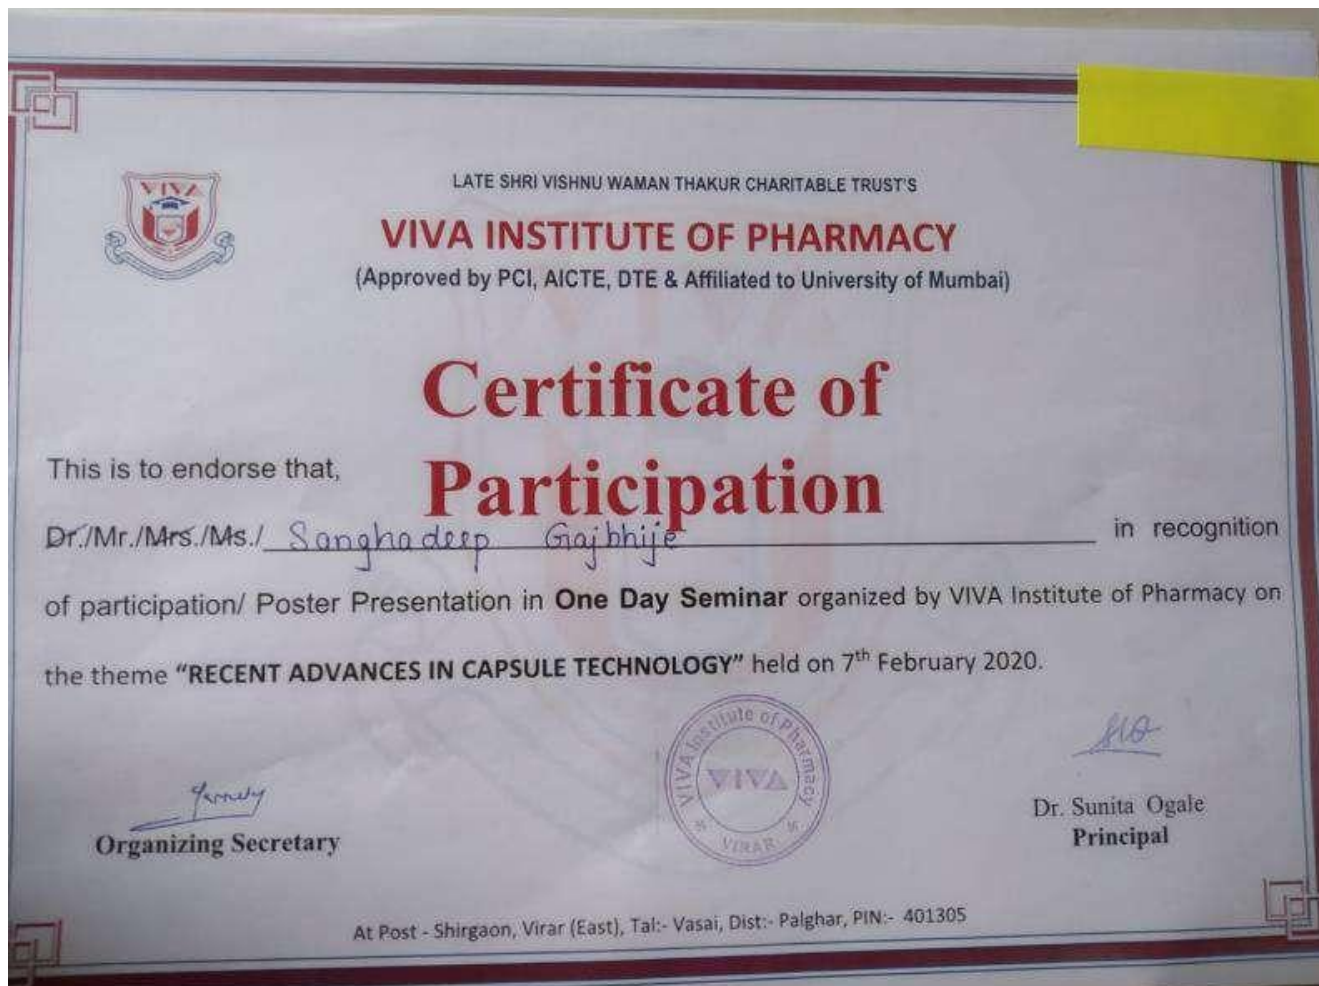 VIVA
LATE SHRI VISHNU WAMAN THAKUR CHARITABLE TRUST'S
VIVA INSTITUTE OF PHARMACY
(Approved by PCI, AICTE, DTE & Affiliated to University of Mumbai)
Certificate of
Participation
This is to endorse that,
Dr./Mr./Mrs./Ms./ Sanghadeep Gajbhije in recognition
of participation/ Poster Presentation in One Day Seminar organized by VIVA Institute of Pharmacy on
the theme “RECENT ADVANCES IN CAPSULE TECHNOLOGY” held on 7th February 2020.
VIVA Institute of Pharmacy
VIVA
* VIRAR *
Organizing Secretary
Dr. Sunita Ogale
Principal
At Post - Shirgaon, Virar (East), Tal:- Vasai, Dist:- Palghar, PIN:- 401305